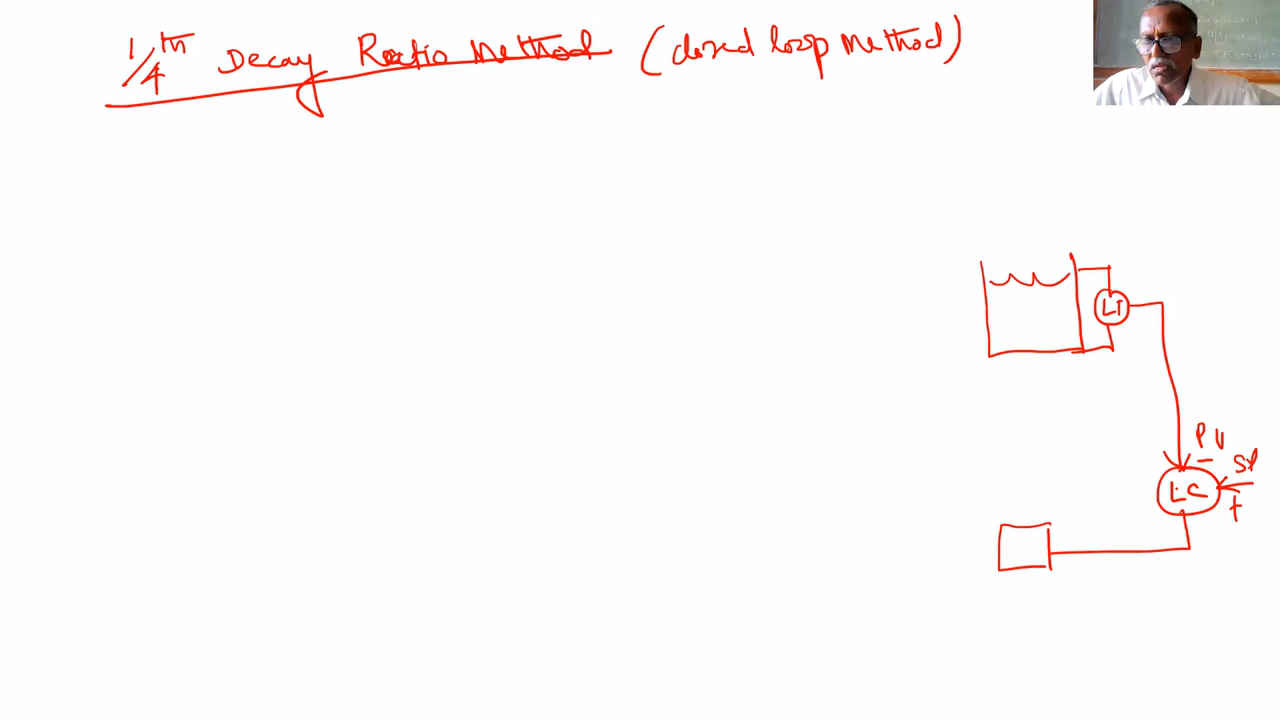 1/4th Decay Ratio Method (closed loop Method)
LT
PV
SP
LC
+